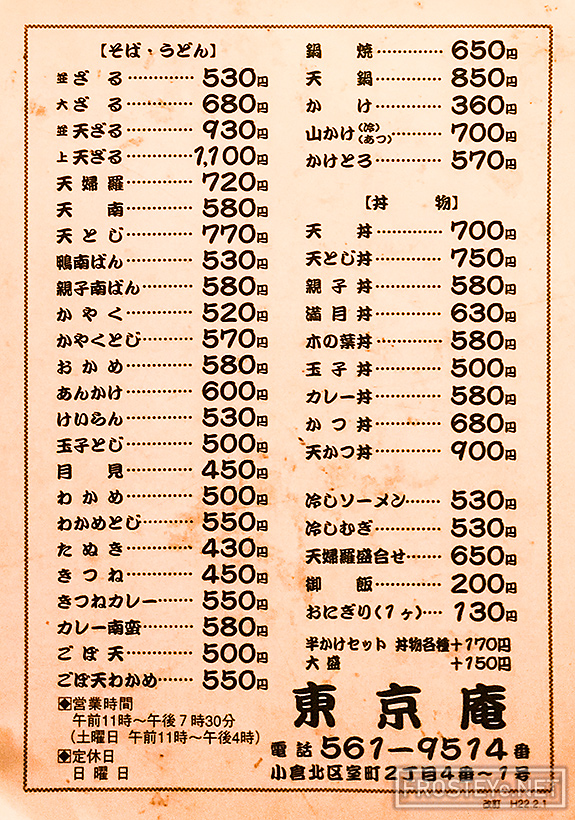 【そば・うどん】
並ざる…………530円
大ざる…………680円
並天ざる…………930円
上天ざる…………1,100円
天婦羅…………720円
天南…………580円
天とじ…………770円
鴨南ばん…………530円
親子南ばん…………580円
かやく…………520円
かやくとじ…………570円
おかめ…………580円
あんかけ…………600円
けいらん…………530円
玉子とじ…………500円
月見…………450円
わかめ…………500円
わかめとじ…………550円
たぬき…………430円
きつね…………450円
きつねカレー……550円
カレー南蛮…………580円
ごぼ天…………500円
ごぼ天わかめ……550円
◆営業時間
午前11時〜午後7時30分
(土曜日 午前11時〜午後4時)
◆定休日
日曜日
鍋焼…………650円
天鍋…………850円
かけ…………360円
山かけ(冷)(あつ)…………700円
かけとろ…………570円
【丼物】
天丼…………700円
天とじ丼…………750円
親子丼…………580円
満月丼…………630円
木の葉丼…………580円
玉子丼…………500円
カレー丼…………580円
かつ丼…………680円
天かつ丼…………900円
冷しソーメン……530円
冷しむぎ…………530円
天婦羅盛合せ……650円
御飯…………200円
おにぎり(1ヶ)…130円
半かけセット 丼物各種+170円
大盛 +150円
東京庵
電話561-9514番
小倉北区室町2丁目4番〜1号
改訂 H22.2.1
FROSTEYe.NET